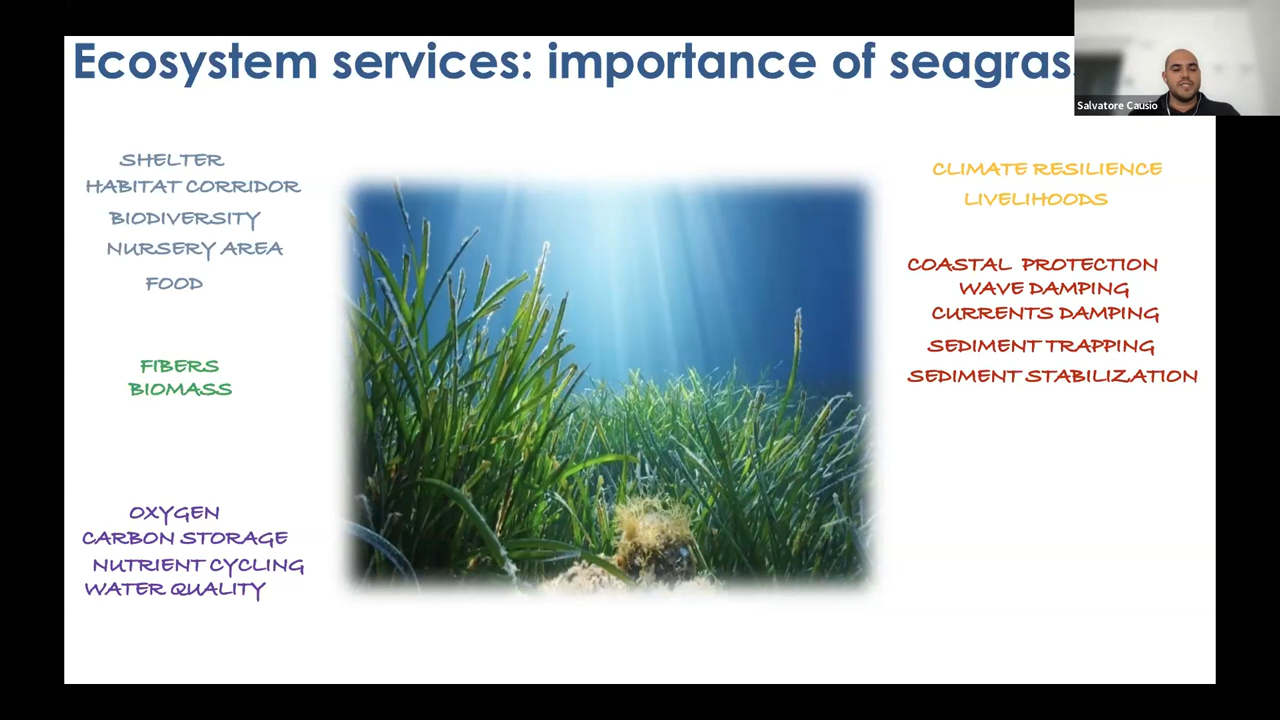 Ecosystem services: importance of seagrass
Salvatore Causio
SHELTER
HABITAT CORRIDOR
BIODIVERSITY
NURSERY AREA
FOOD
FIBERS
BIOMASS
OXYGEN
CARBON STORAGE
NUTRIENT CYCLING
WATER QUALITY
CLIMATE RESILIENCE
LIVELIHOODS
COASTAL PROTECTION
WAVE DAMPING
CURRENTS DAMPING
SEDIMENT TRAPPING
SEDIMENT STABILIZATION